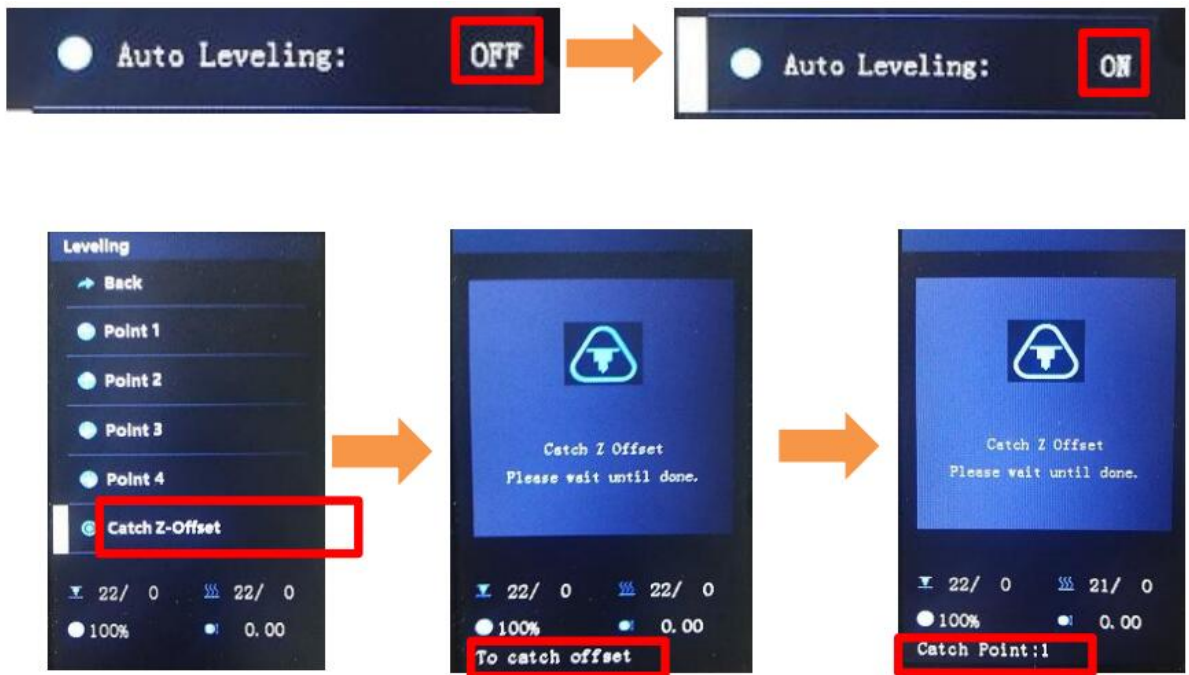 Auto Leveling: OFF
Auto Leveling: ON
Leveling
Back
Point 1
Point 2
Point 3
Point 4
Catch Z-Offset
22/ 0 22/ 0
100% 0.00
Catch Z Offset
Please wait until done.
22/ 0 22/ 0
100% 0.00
To catch offset
Catch Z Offset
Please wait until done.
22/ 0 21/ 0
100% 0.00
Catch Point:1